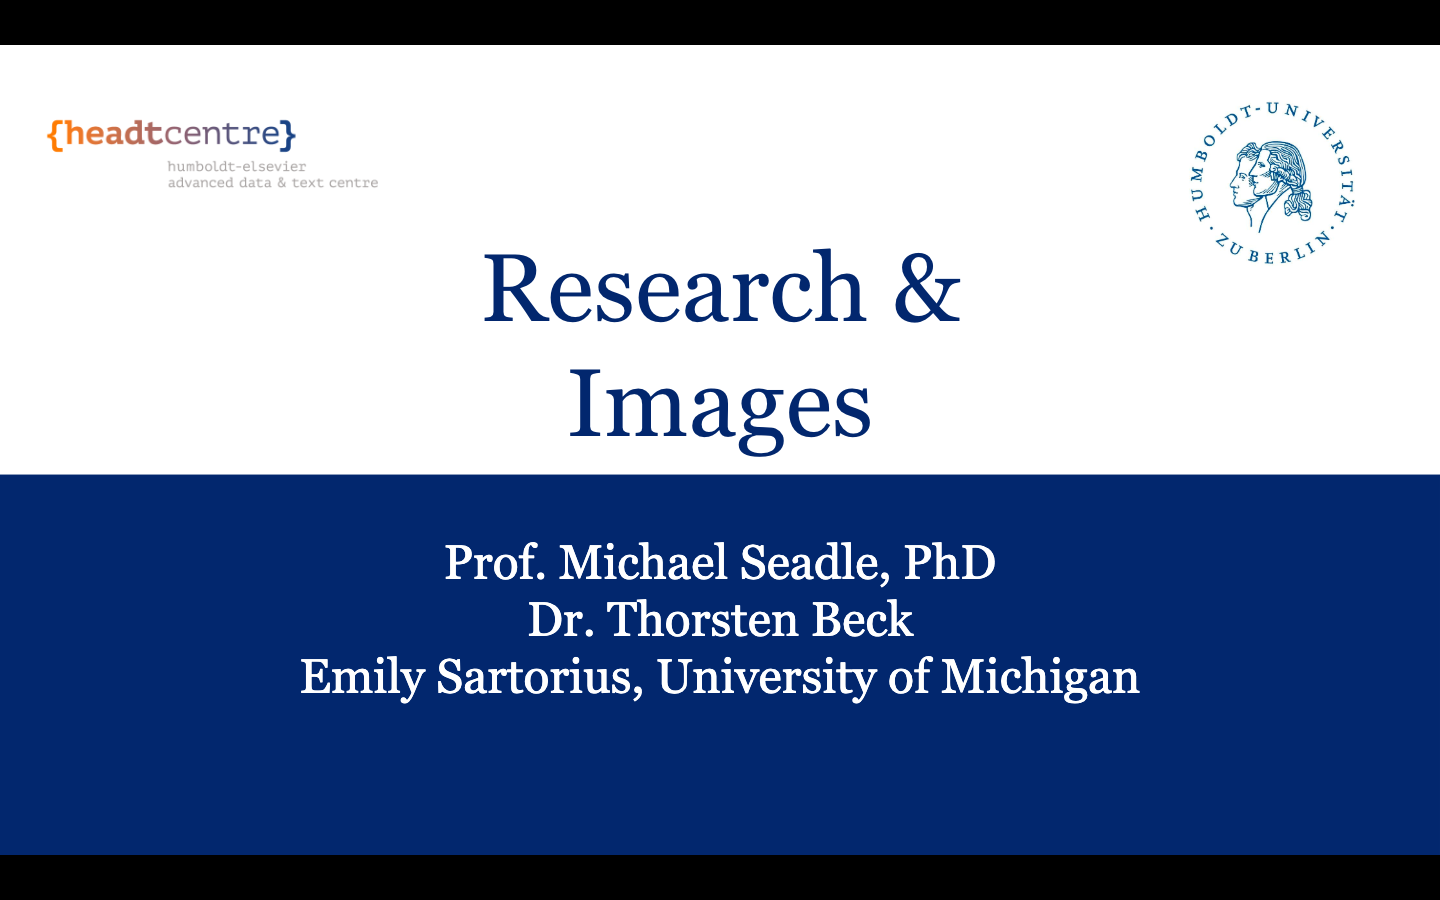 {headtcentre}
humboldt-elsevier
advanced data & text centre
HUMBOLDT-UNIVERSITÄT ZU BERLIN
Research &
Images
Prof. Michael Seadle, PhD
Dr. Thorsten Beck
Emily Sartorius, University of Michigan